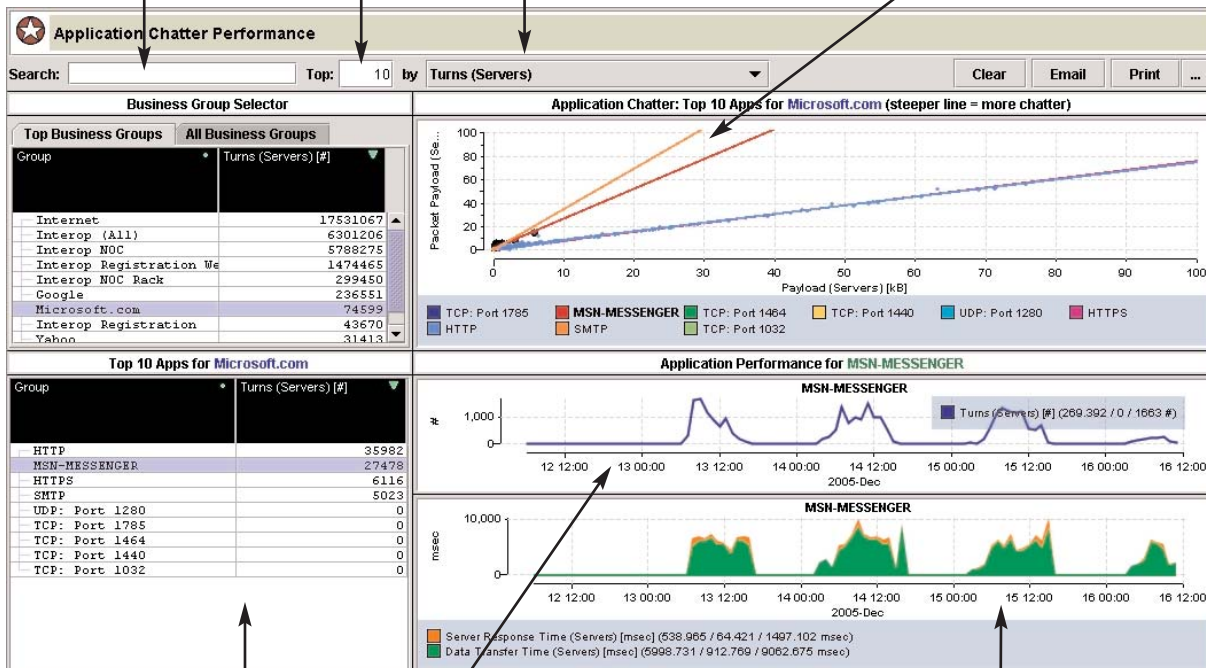 Application Chatter Performance
Search: Top: 10 by Turns (Servers) Clear Email Print ...
Business Group Selector
Top Business Groups All Business Groups
Group Turns (Servers) [#]
Internet 17531067
Interop (All) 6301206
Interop NOC 5788275
Interop Registration We 1474465
Interop NOC Rack 299450
Google 236551
Microsoft.com 74599
Interop Registration 43670
Yahoo 31413
Application Chatter: Top 10 Apps for Microsoft.com (steeper line = more chatter)
Packet Payload (Se...
100
80
60
40
20
0
0 10 20 30 40 50 60 70 80 90 100
Payload (Servers) [kB]
TCP: Port 1785 MSN-MESSENGER TCP: Port 1464 TCP: Port 1440 UDP: Port 1280 HTTPS
HTTP SMTP TCP: Port 1032
Top 10 Apps for Microsoft.com
Group Turns (Servers) [#]
HTTP 35982
MSN-MESSENGER 27478
HTTPS 6116
SMTP 5023
UDP: Port 1280 0
TCP: Port 1785 0
TCP: Port 1464 0
TCP: Port 1440 0
TCP: Port 1032 0
Application Performance for MSN-MESSENGER
MSN-MESSENGER
#
1,000
0
Turns (Servers) [#] (269.392 / 0 / 1663 #)
12 12:00 13 00:00 13 12:00 14 00:00 14 12:00 15 00:00 15 12:00 16 00:00 16 12:00
2005-Dec
MSN-MESSENGER
msec
10,000
0
12 12:00 13 00:00 13 12:00 14 00:00 14 12:00 15 00:00 15 12:00 16 00:00 16 12:00
2005-Dec
Server Response Time (Servers) [msec] (538.965 / 64.421 / 1497.102 msec)
Data Transfer Time (Servers) [msec] (5998.731 / 912.769 / 9062.675 msec)